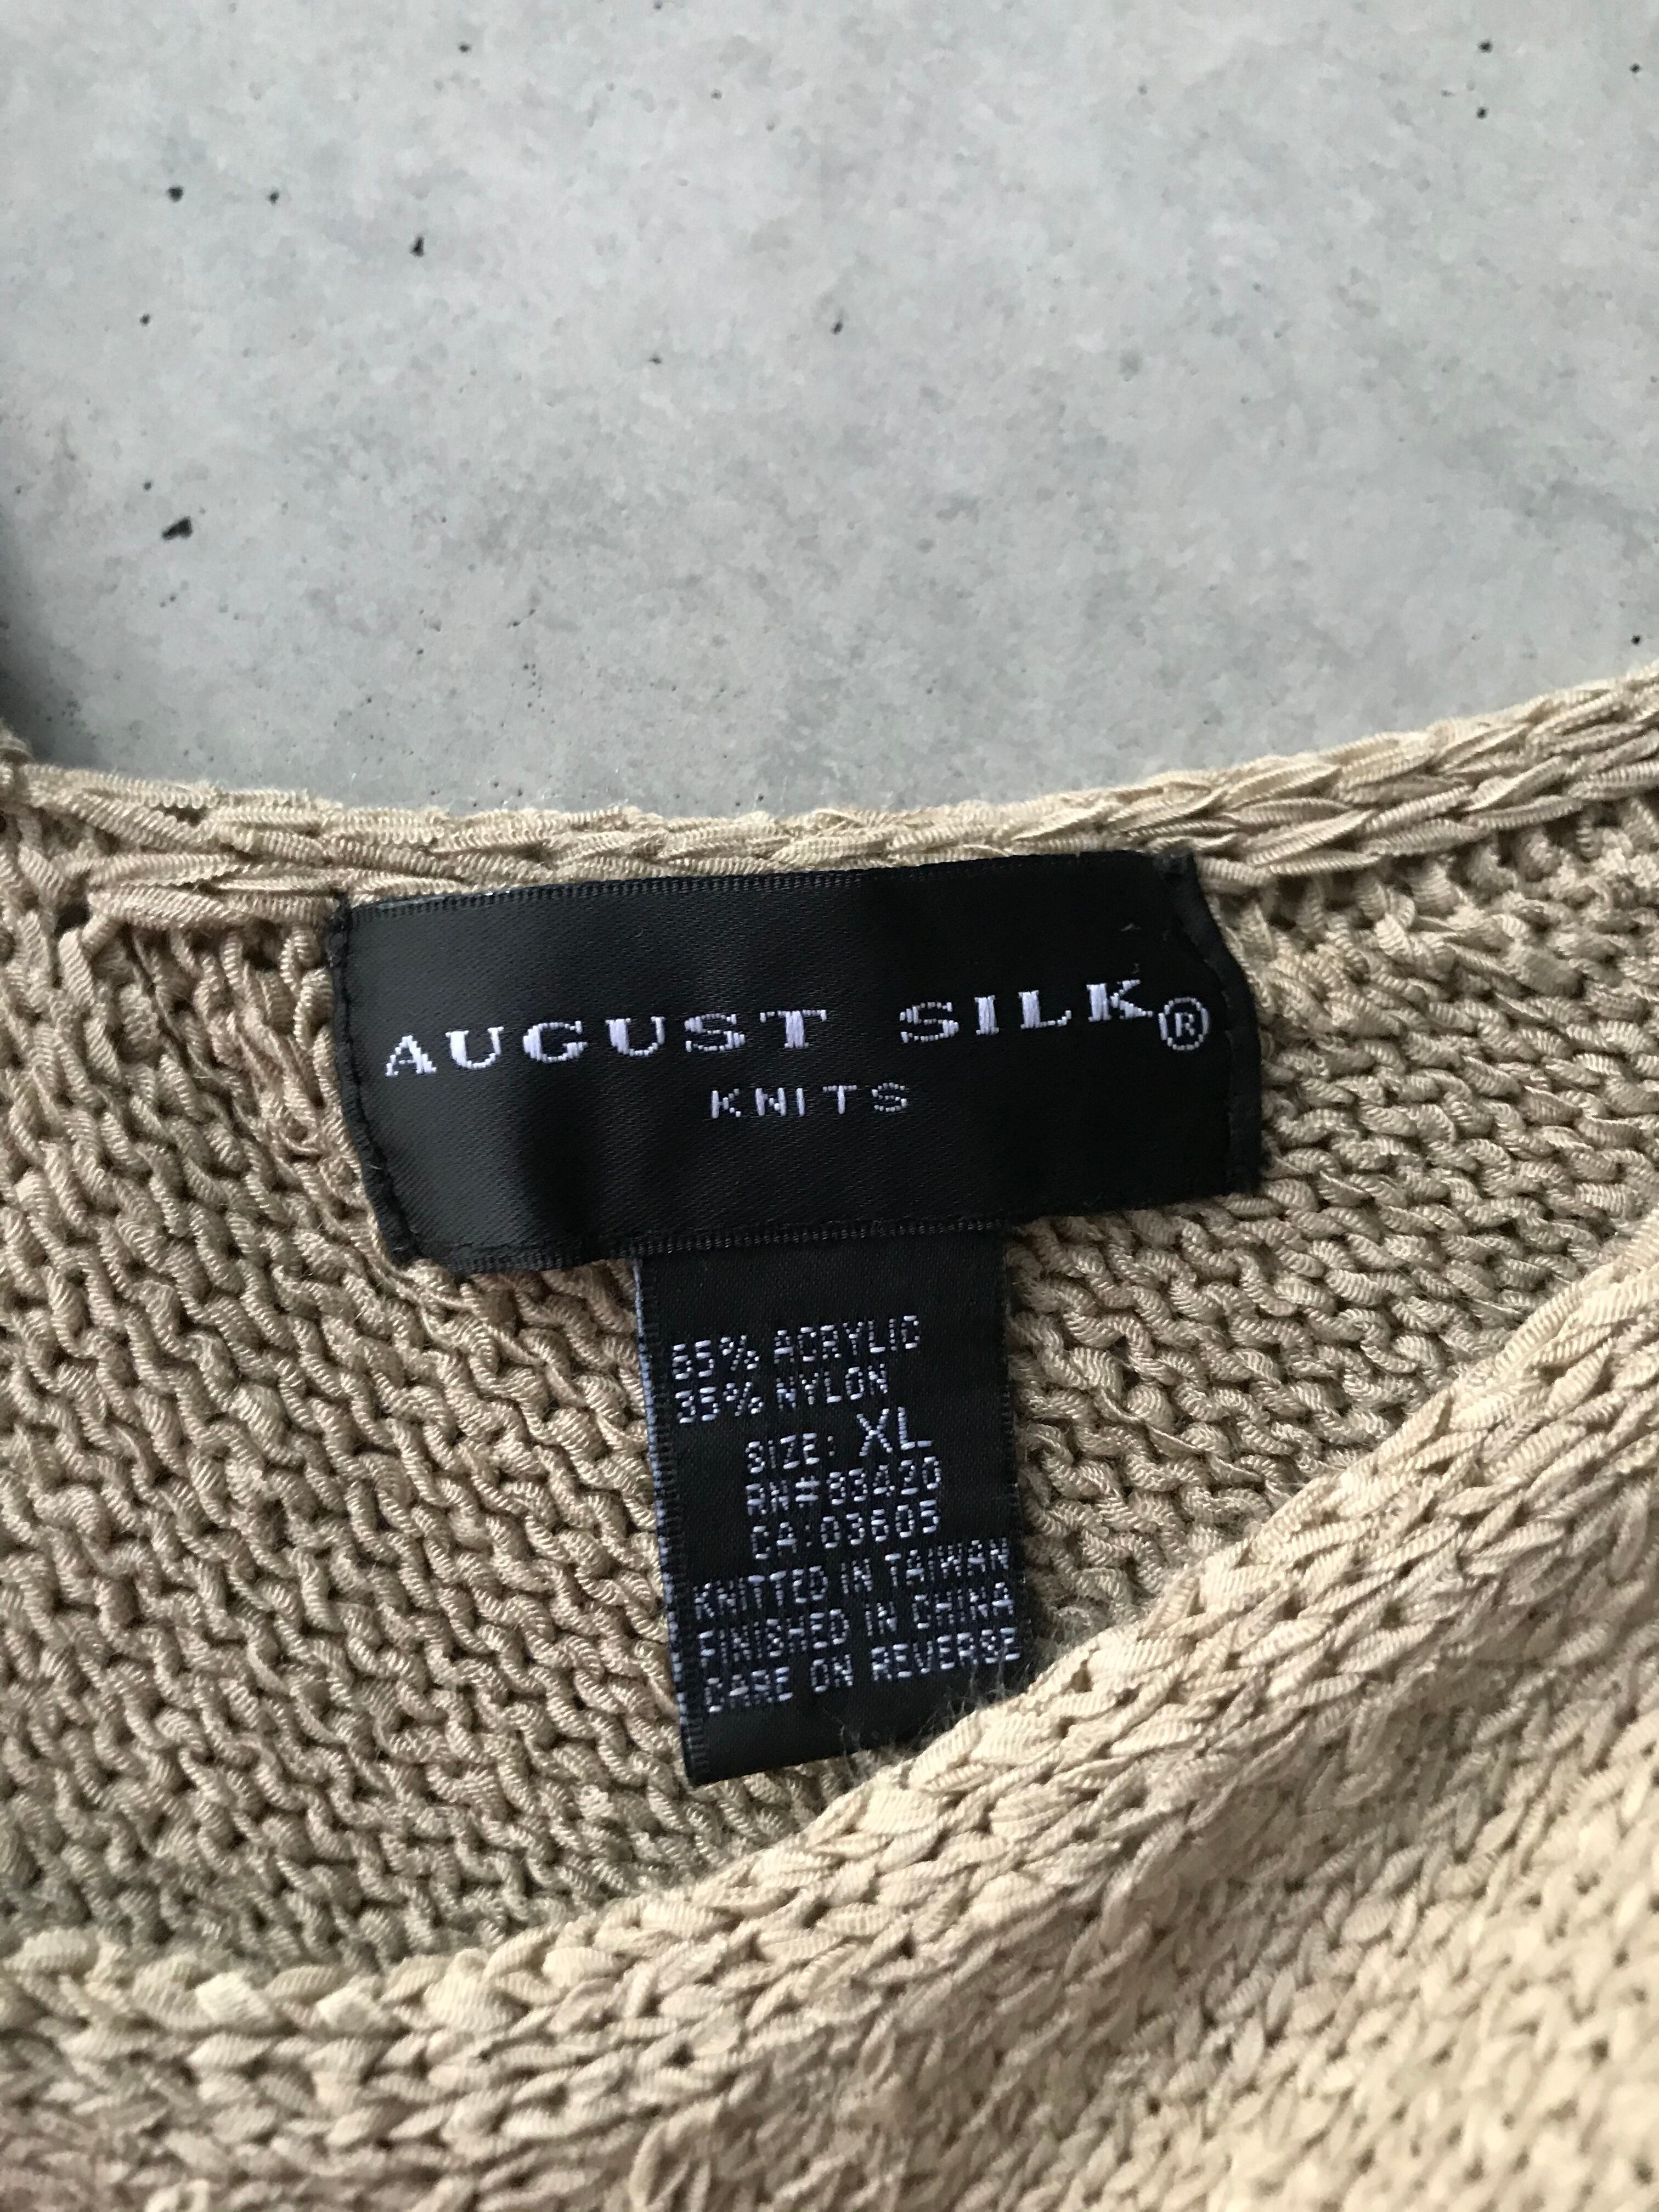 AUGUST SILK®
KNITS
65% ACRYLIC
35% NYLON
SIZE: XL
RN#83420
CA:03605
KNITTED IN TAIWAN
FINISHED IN CHINA
CARE ON REVERSE